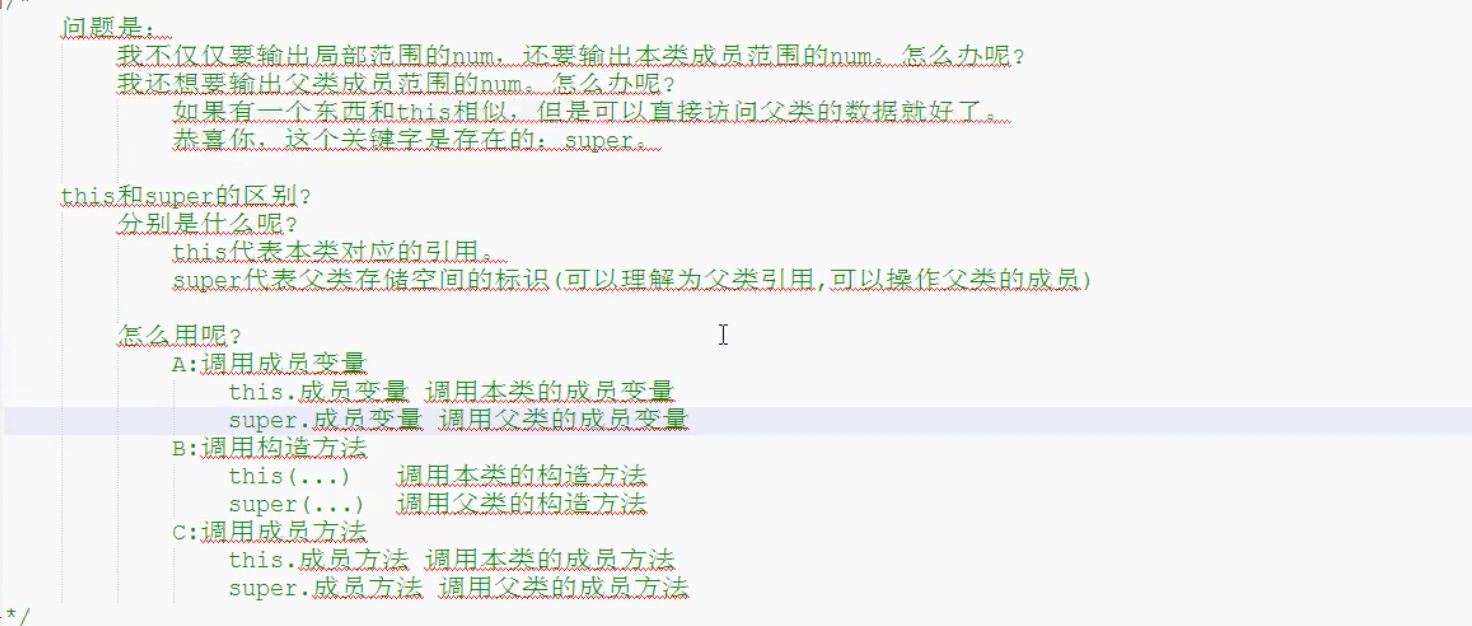 /*
问题是：
我不仅仅要输出局部范围的num，还要输出本类成员范围的num。怎么办呢?
我还想要输出父类成员范围的num。怎么办呢?
如果有一个东西和this相似，但是可以直接访问父类的数据就好了。
恭喜你，这个关键字是存在的：super。
this和super的区别?
分别是什么呢?
this代表本类对应的引用。
super代表父类存储空间的标识(可以理解为父类引用,可以操作父类的成员)
怎么用呢?
A:调用成员变量
this.成员变量 调用本类的成员变量
super.成员变量 调用父类的成员变量
B:调用构造方法
this(...) 调用本类的构造方法
super(...) 调用父类的构造方法
C:调用成员方法
this.成员方法 调用本类的成员方法
super.成员方法 调用父类的成员方法
*/